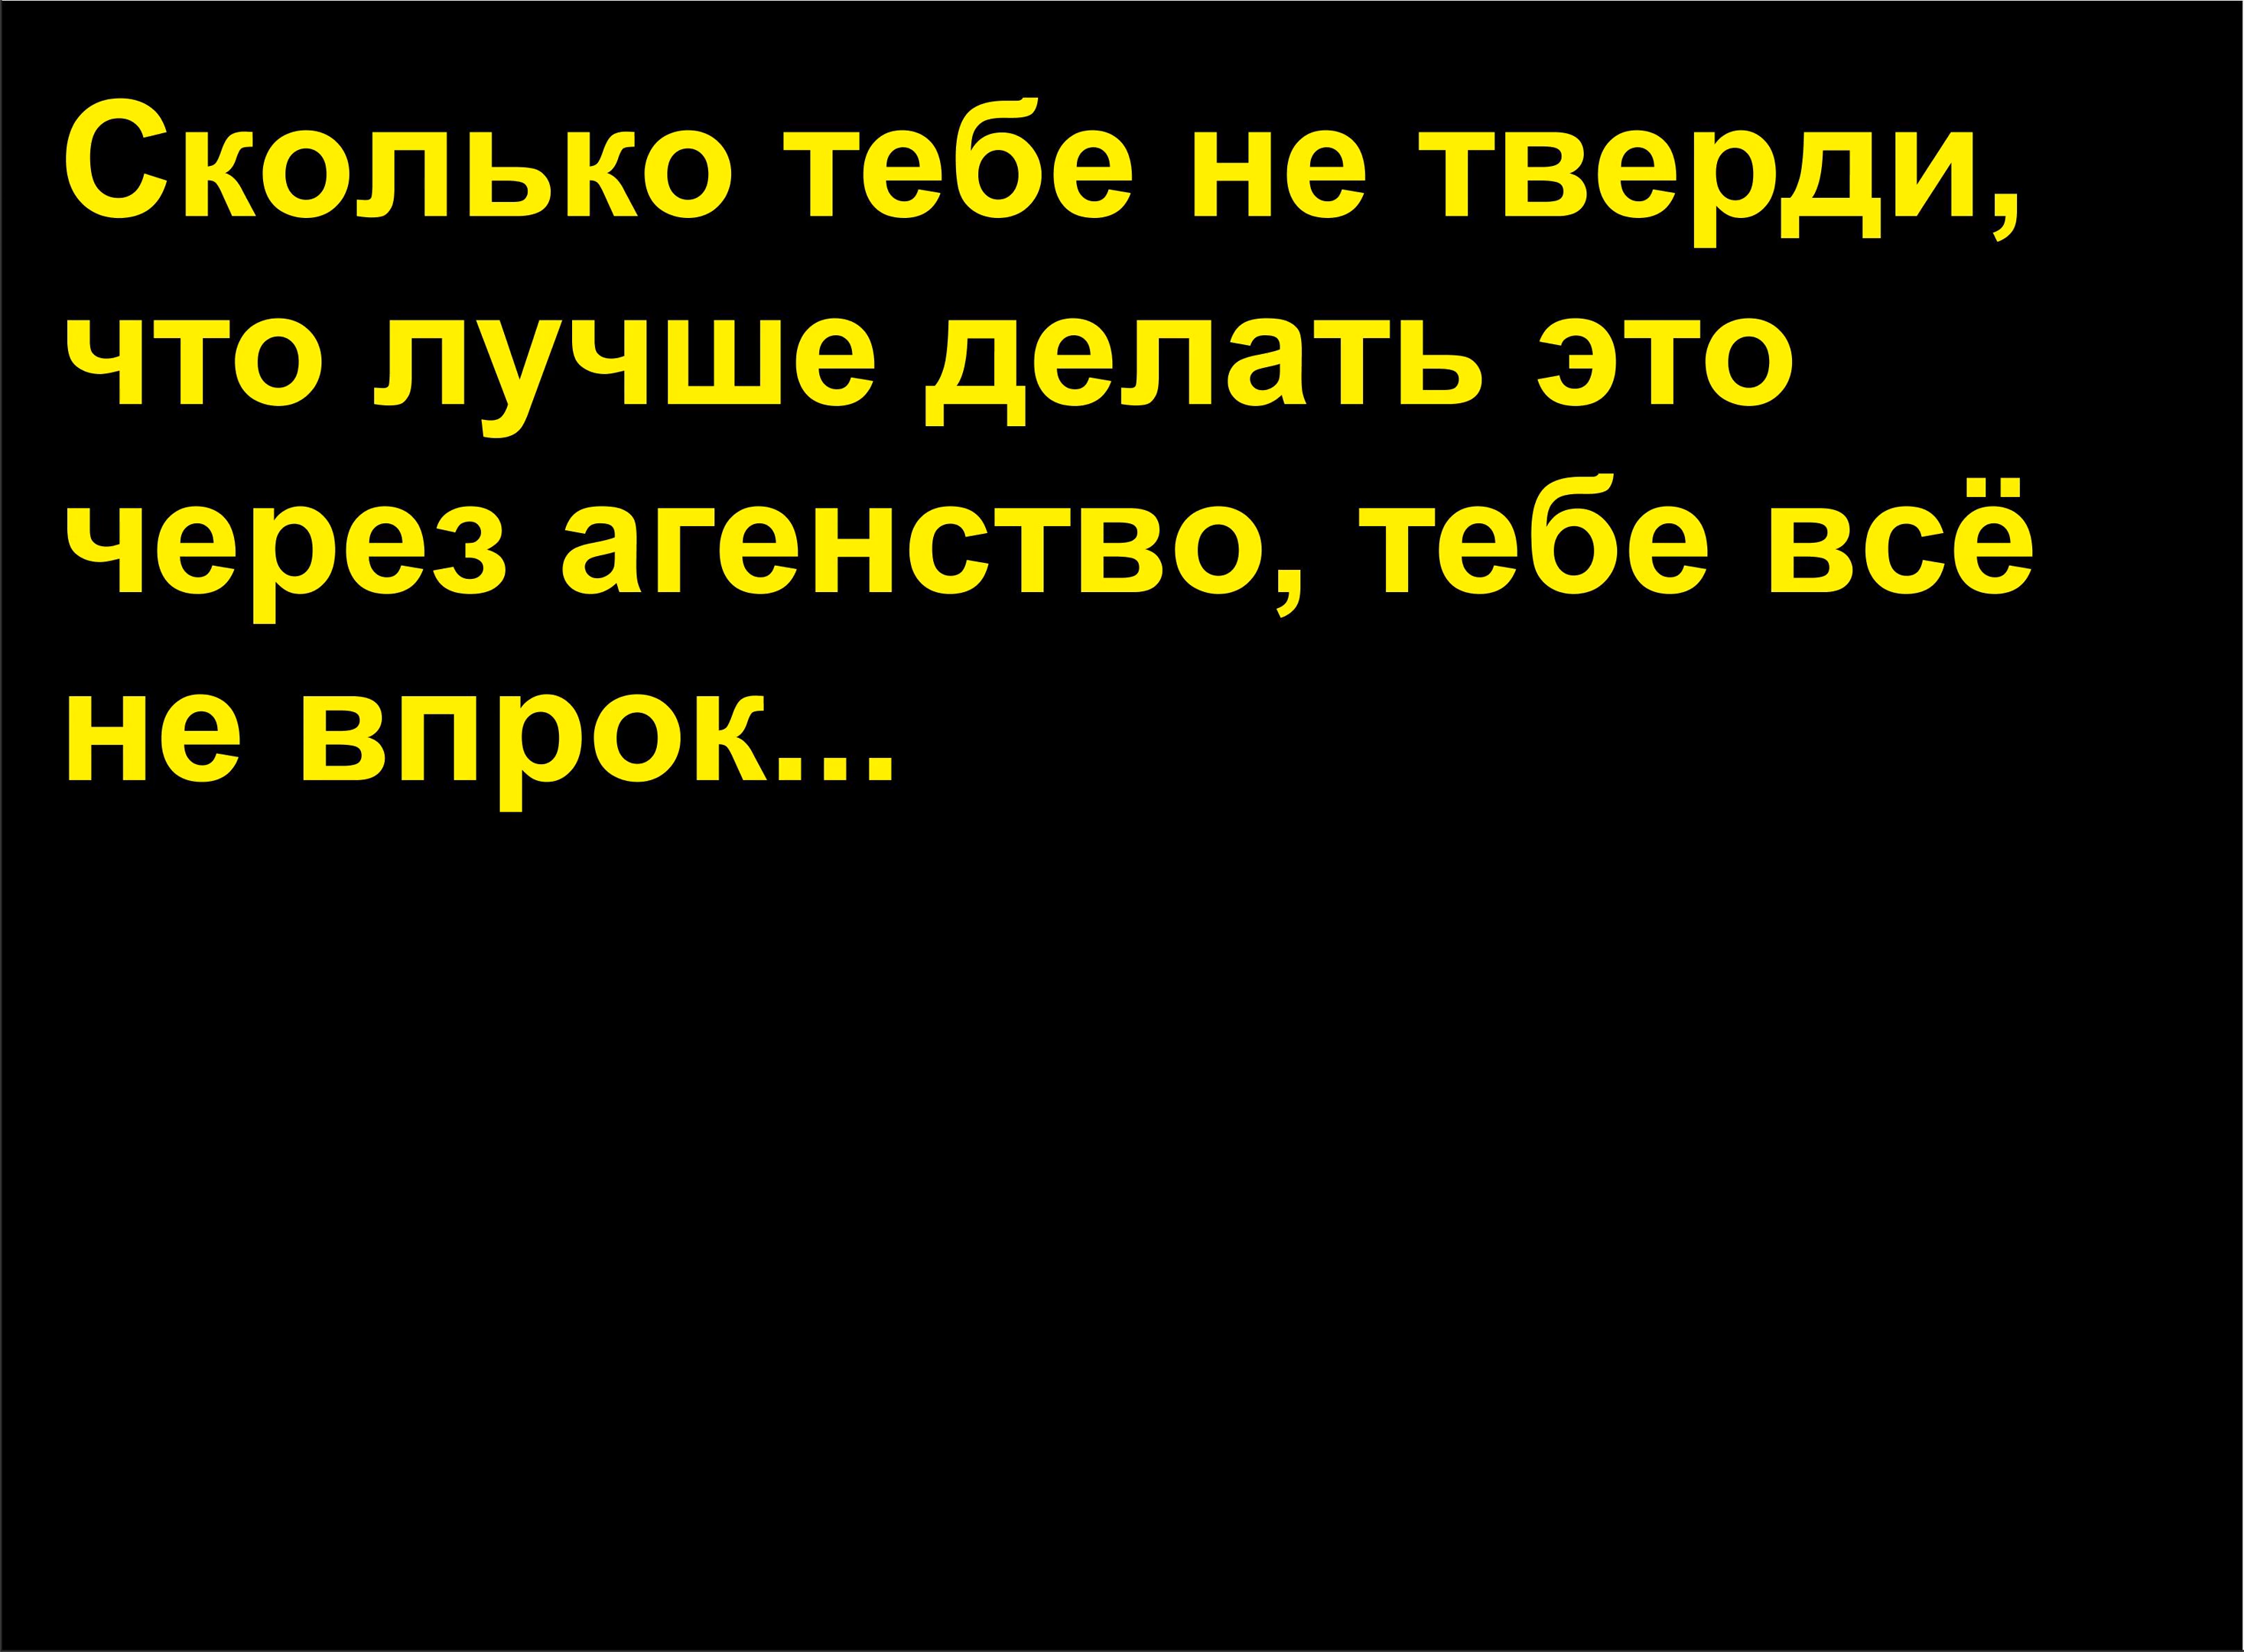 Сколько тебе не тверди,
что лучше делать это
через агенство, тебе всё
не впрок...